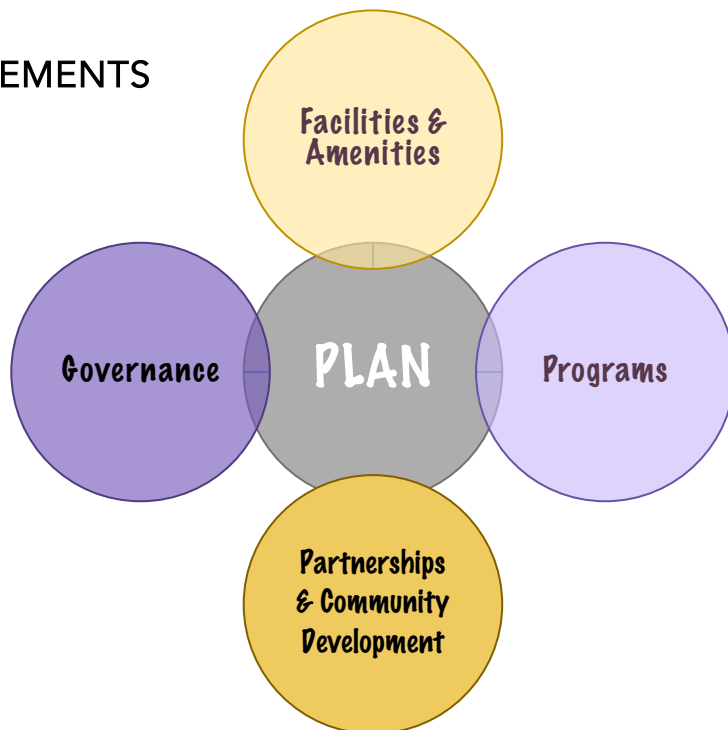 EMENTS
Facilities &
Amenities
Governance
PLAN
Programs
Partnerships
& Community
Development